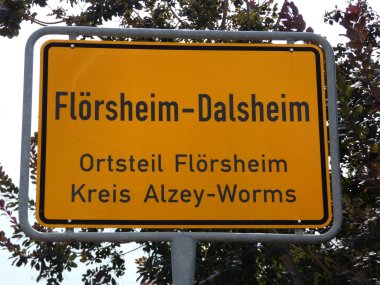 Flörsheim-Dalsheim
Ortsteil Flörsheim
Kreis Alzey-Worms